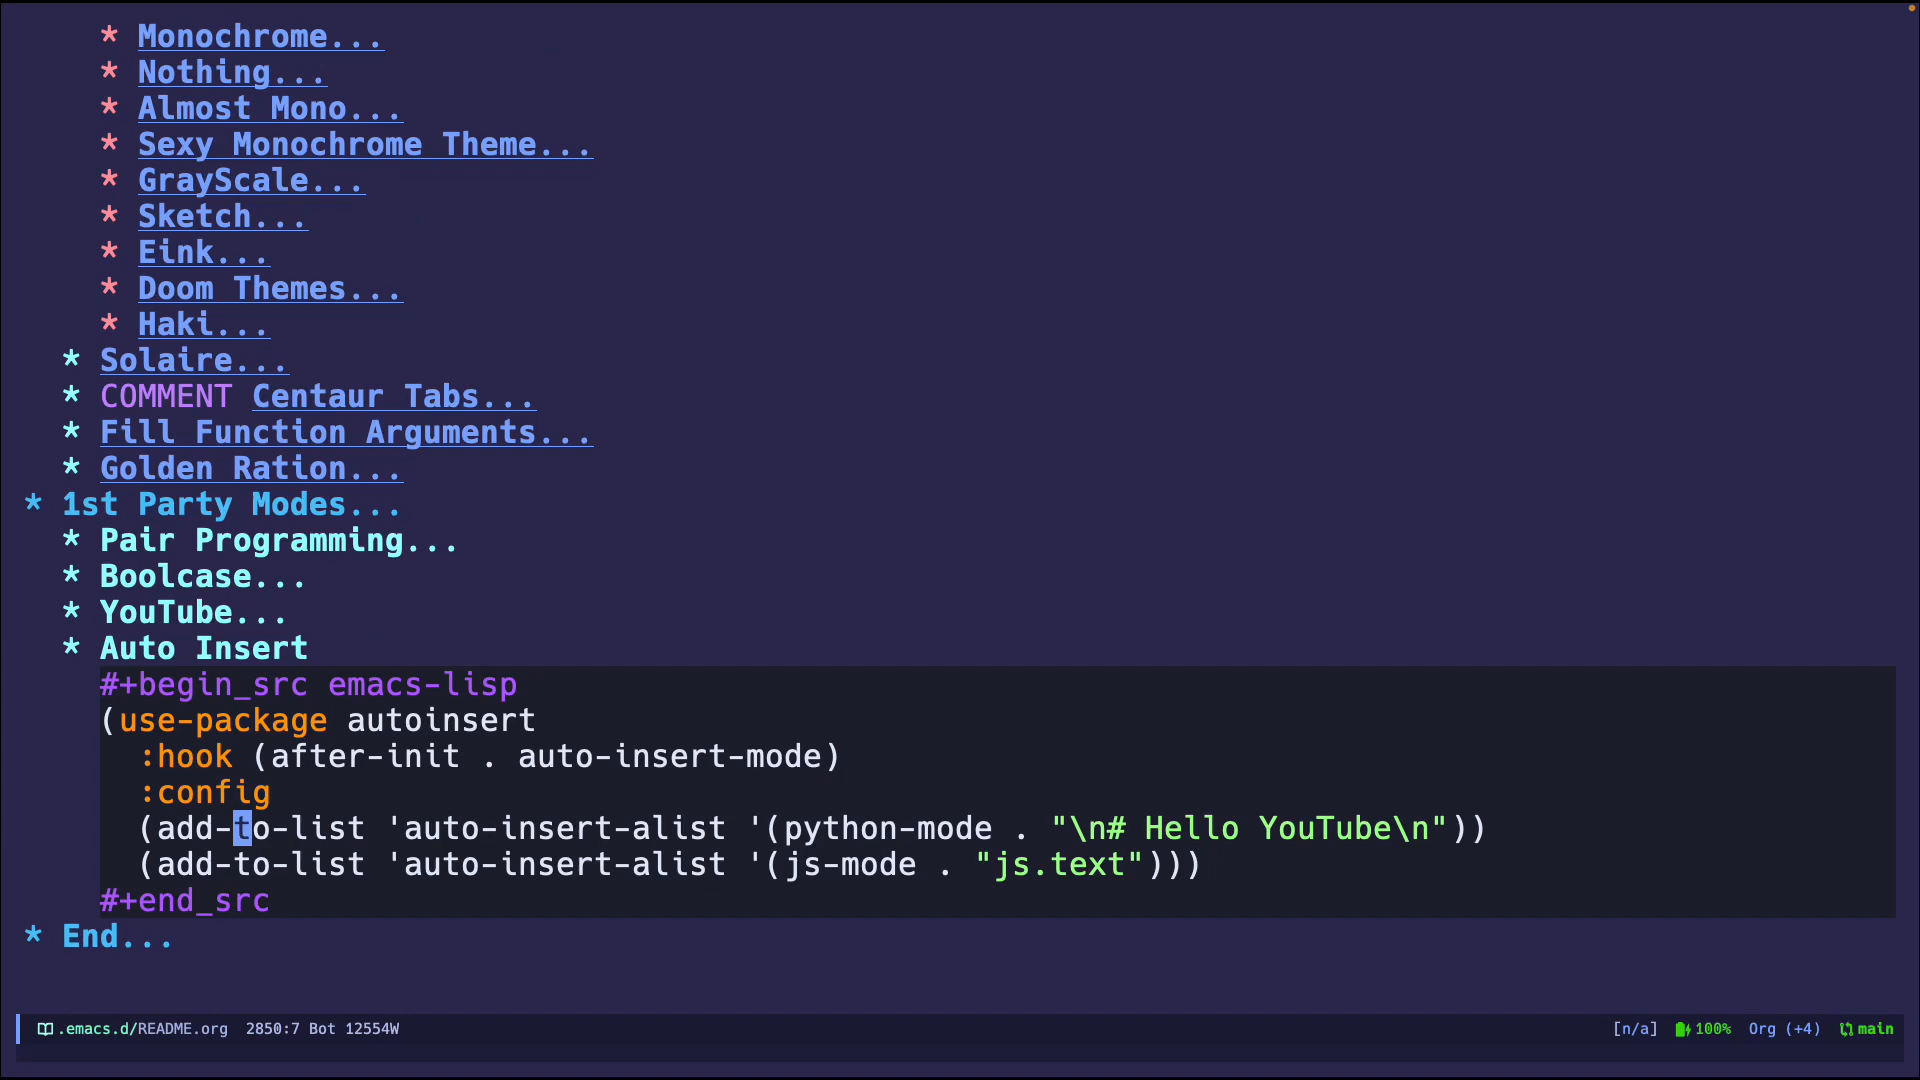 * Monochrome...
* Nothing...
* Almost Mono...
* Sexy Monochrome Theme...
* GrayScale...
* Sketch...
* Eink...
* Doom Themes...
* Haki...
* Solaire...
* COMMENT Centaur Tabs...
* Fill Function Arguments...
* Golden Ration...
* 1st Party Modes...
* Pair Programming...
* Boolcase...
* YouTube...
* Auto Insert
#+begin_src emacs-lisp
(use-package autoinsert
:hook (after-init . auto-insert-mode)
:config
(add-to-list 'auto-insert-alist '(python-mode . "\n# Hello YouTube\n"))
(add-to-list 'auto-insert-alist '(js-mode . "js.text")))
#+end_src
* End...
.emacs.d/README.org 2850:7 Bot 12554W [n/a] 100% Org (+4) main